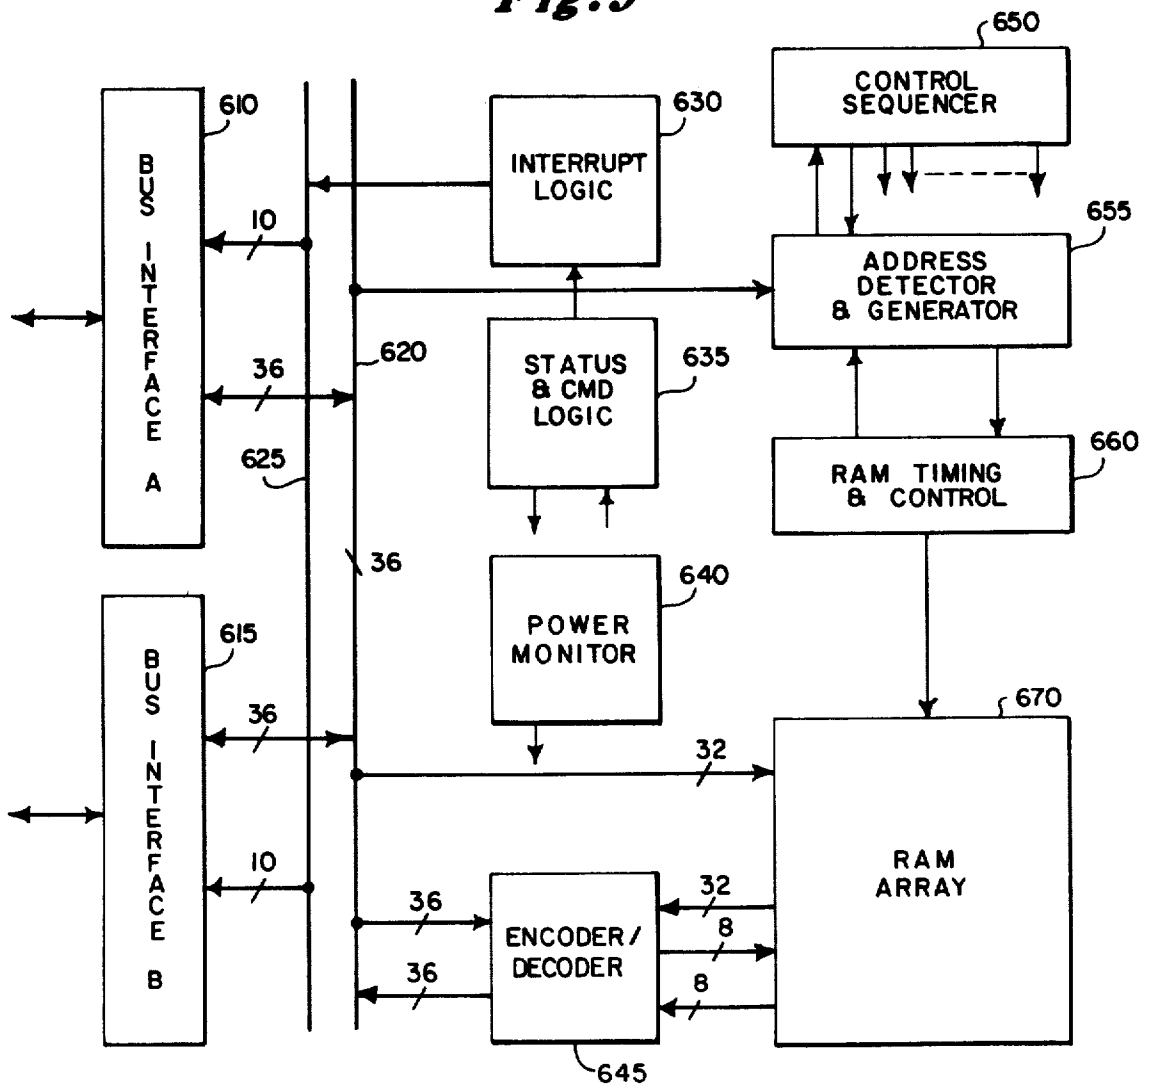 Fig. 5
650
CONTROL
SEQUENCER
610
630
INTERRUPT
LOGIC
BUS INTERFACE A
10
655
ADDRESS
DETECTOR
& GENERATOR
620
STATUS
& CMD
LOGIC
635
36
625
660
RAM TIMING
& CONTROL
36
640
POWER
MONITOR
615
BUS INTERFACE B
36
670
32
RAM
ARRAY
10
32
36
ENCODER/
DECODER
8
36
8
645